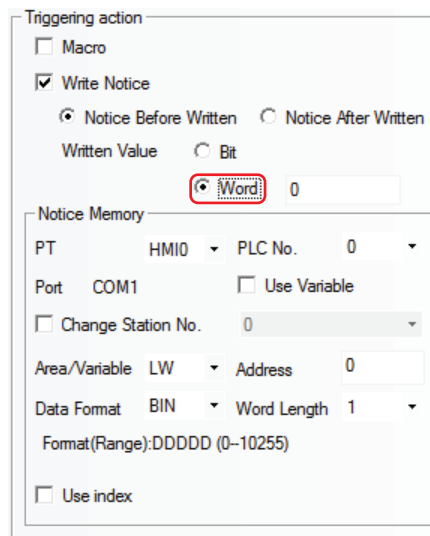 Triggering action
Macro
Write Notice
Notice Before Written Notice After Written
Written Value Bit
Word 0
Notice Memory
PT HMI0 PLC No. 0
Port COM1 Use Variable
Change Station No. 0
Area/Variable LW Address 0
Data Format BIN Word Length 1
Format(Range):DDDDD (0--10255)
Use index